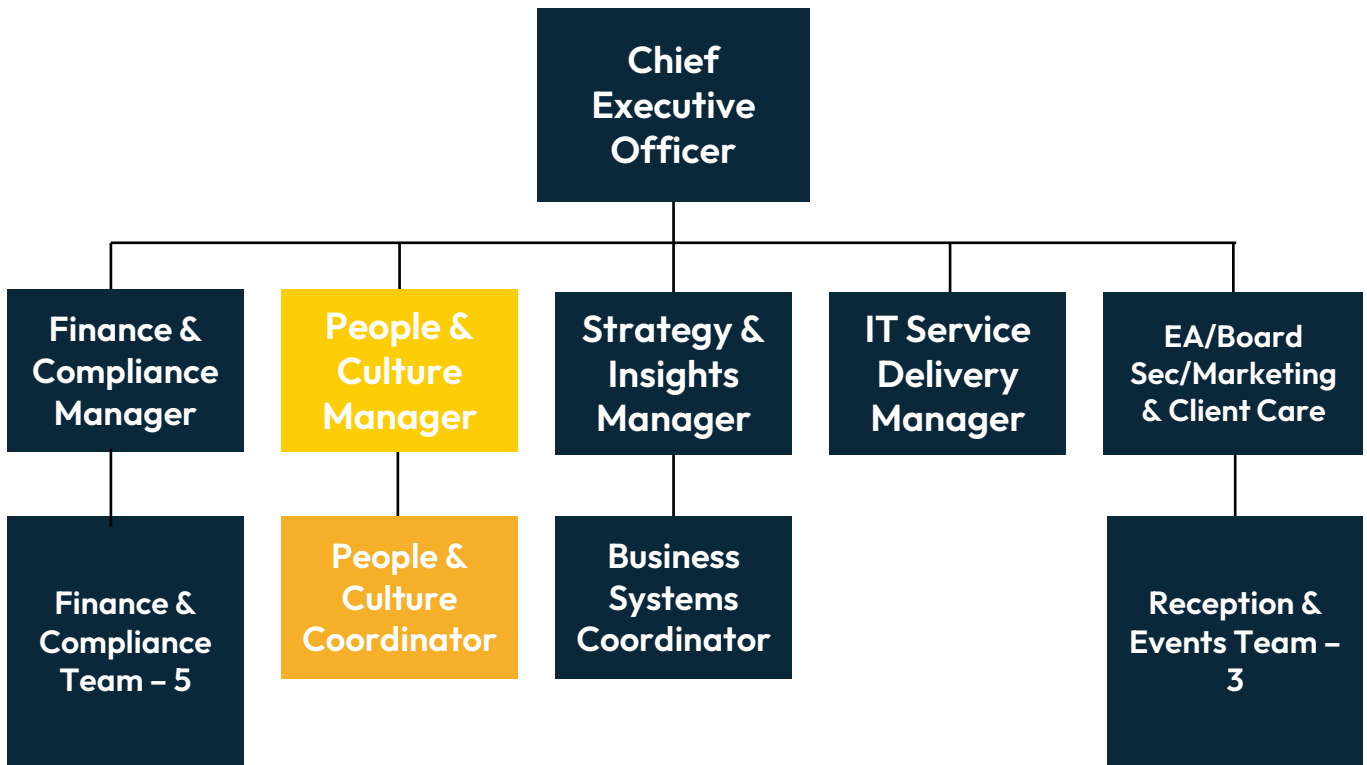 Chief
Executive
Officer
Finance &
Compliance
Manager
People &
Culture
Manager
Strategy &
Insights
Manager
IT Service
Delivery
Manager
EA/Board
Sec/Marketing
& Client Care
Finance &
Compliance
Team – 5
People &
Culture
Coordinator
Business
Systems
Coordinator
Reception &
Events Team –
3